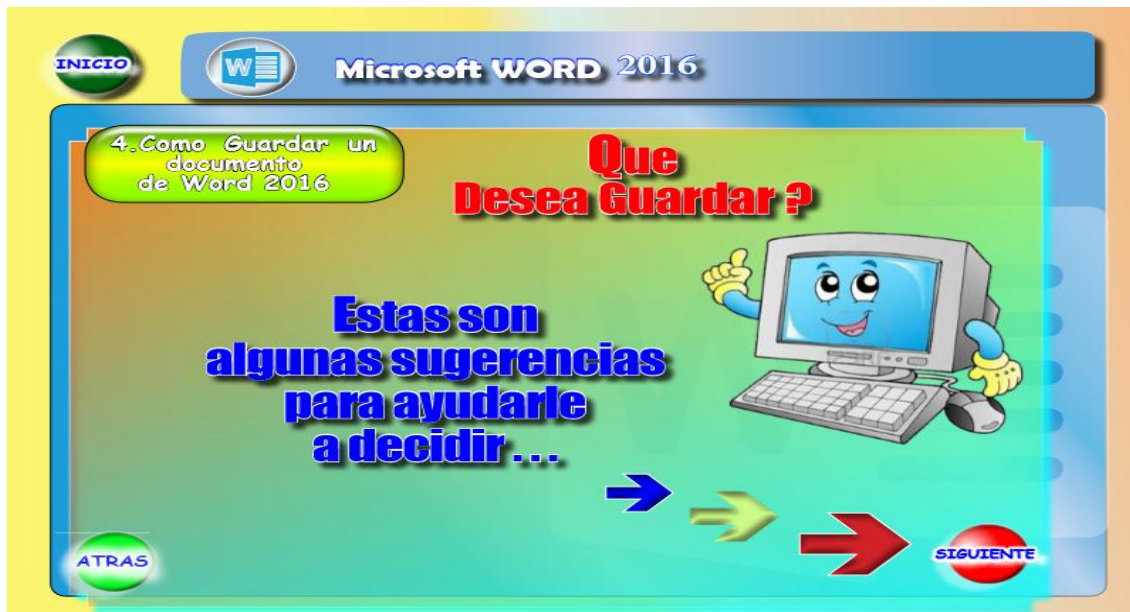 INICIO
W
Microsoft WORD 2016
4.Como Guardar un
documento
de Word 2016
Que
Desea Guardar ?
Estas son
algunas sugerencias
para ayudarle
a decidir . . .
ATRAS
SIGUIENTE